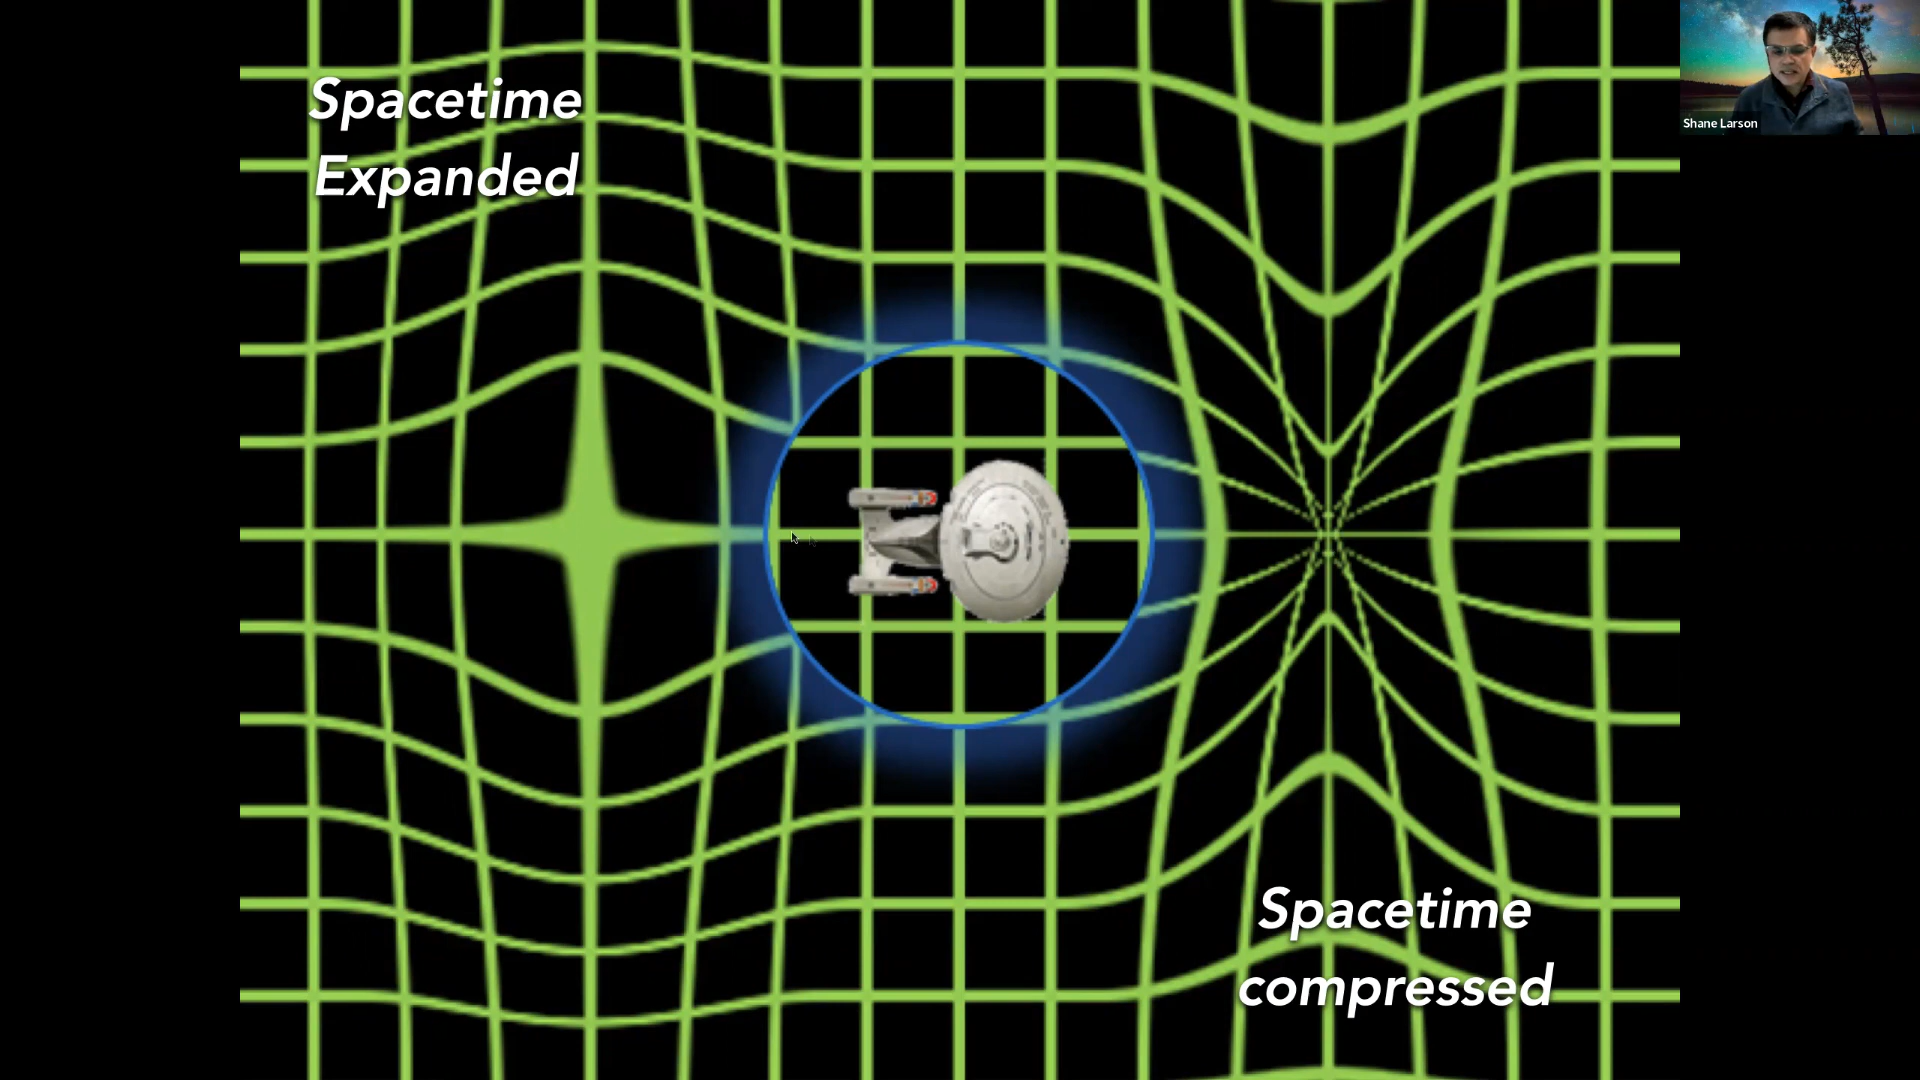 Spacetime
Expanded
Shane Larson
Spacetime
compressed